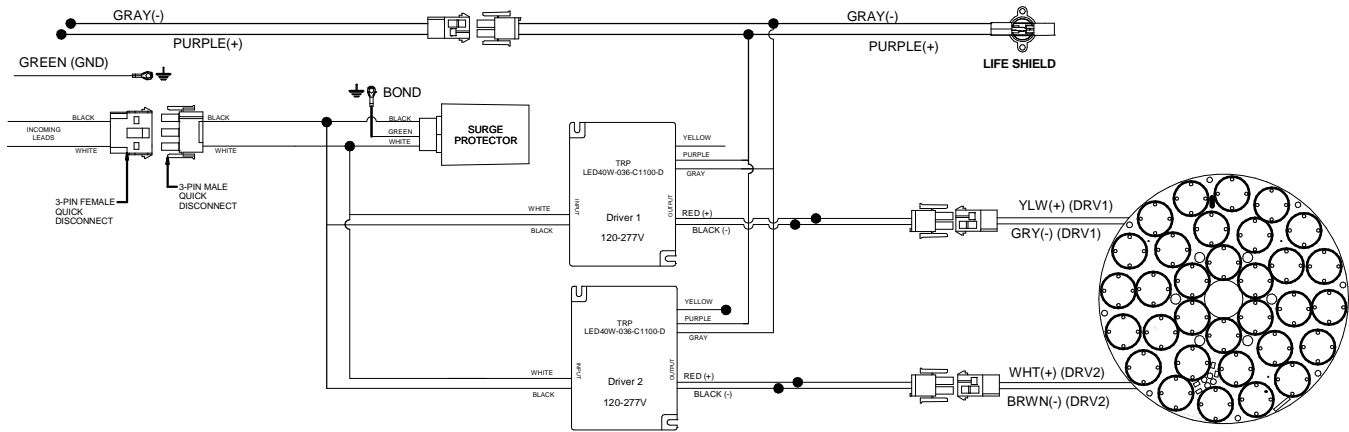 GRAY(-)
PURPLE(+)
GRAY(-)
PURPLE(+)
LIFE SHIELD
GREEN (GND)
BOND
BLACK
INCOMING
LEADS
WHITE
BLACK
WHITE
3-PIN FEMALE
QUICK
DISCONNECT
3-PIN MALE
QUICK
DISCONNECT
BLACK
GREEN
WHITE
SURGE
PROTECTOR
WHITE
BLACK
INPUT
TRP
LED40W-036-C1100-D
Driver 1
120-277V
OUTPUT
YELLOW
PURPLE
GRAY
RED (+)
BLACK (-)
YLW(+) (DRV1)
GRY(-) (DRV1)
WHITE
BLACK
INPUT
TRP
LED40W-036-C1100-D
Driver 2
120-277V
OUTPUT
YELLOW
PURPLE
GRAY
RED (+)
BLACK (-)
WHT(+) (DRV2)
BRWN(-) (DRV2)